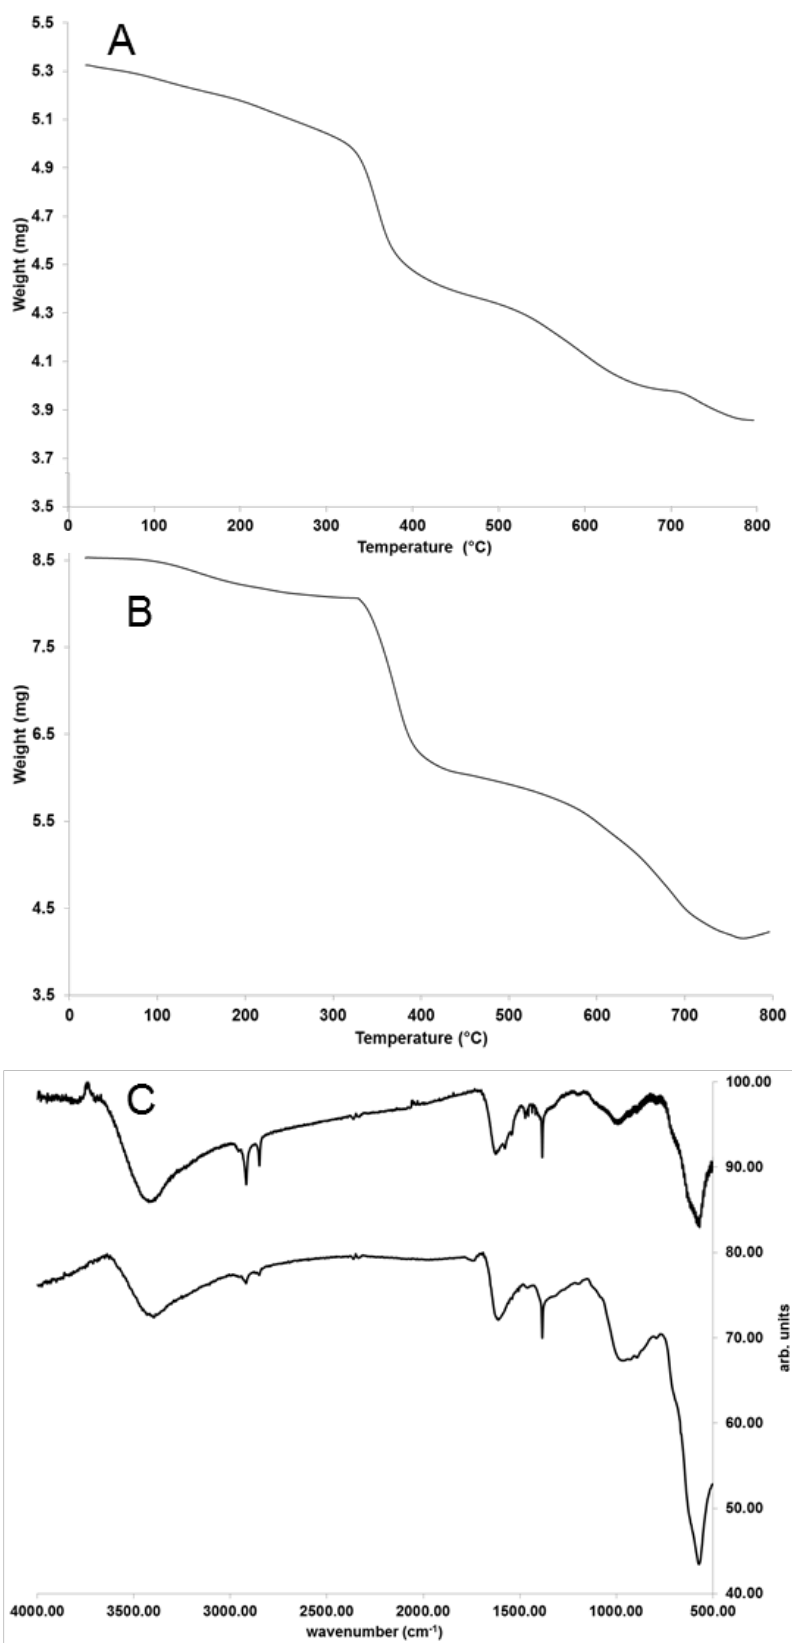 A
5.5
5.3
5.1
4.9
4.7
4.5
4.3
4.1
3.9
3.7
3.5
Weight (mg)
0 100 200 300 400 500 600 700 800
Temperature (°C)
B
8.5
7.5
6.5
5.5
4.5
3.5
Weight (mg)
0 100 200 300 400 500 600 700 800
Temperature (°C)
C
100.00
90.00
80.00
70.00
60.00
50.00
40.00
arb. units
4000.00 3500.00 3000.00 2500.00 2000.00 1500.00 1000.00 500.00
wavenumber (cm⁻¹)